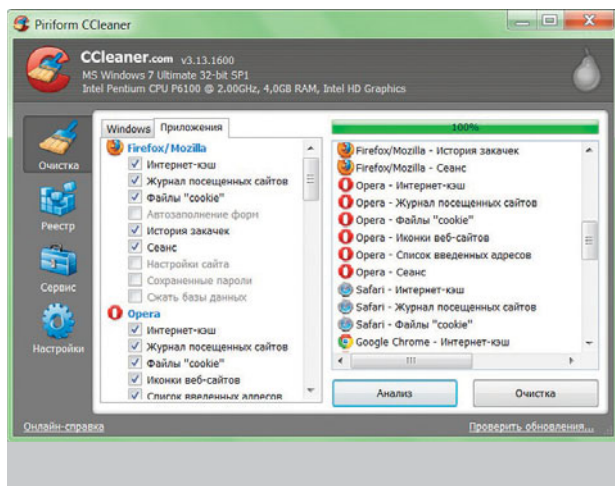 Piriform CCleaner
CCleaner.com v3.13.1600
MS Windows 7 Ultimate 32-bit SP1
Intel Pentium CPU P6100 @ 2.00GHz, 4,0GB RAM, Intel HD Graphics
Очистка
Реестр
Сервис
Настройки
Windows Приложения
Firefox/Mozilla
Интернет-кэш
Журнал посещенных сайтов
Файлы "cookie"
Автозаполнение форм
История закачек
Сеанс
Настройки сайта
Сохраненные пароли
Сжать базы данных
Opera
Интернет-кэш
Журнал посещенных сайтов
Файлы "cookie"
Иконки веб-сайтов
Список введенных адресов
100%
Firefox/Mozilla - История закачек
Firefox/Mozilla - Сеанс
Opera - Интернет-кэш
Opera - Журнал посещенных сайтов
Opera - Файлы "cookie"
Opera - Иконки веб-сайтов
Opera - Список введенных адресов
Opera - Сеанс
Safari - Интернет-кэш
Safari - Журнал посещенных сайтов
Safari - Файлы "cookie"
Google Chrome - Интернет-кэш
Анализ
Очистка
Онлайн-справка
Проверить обновления...